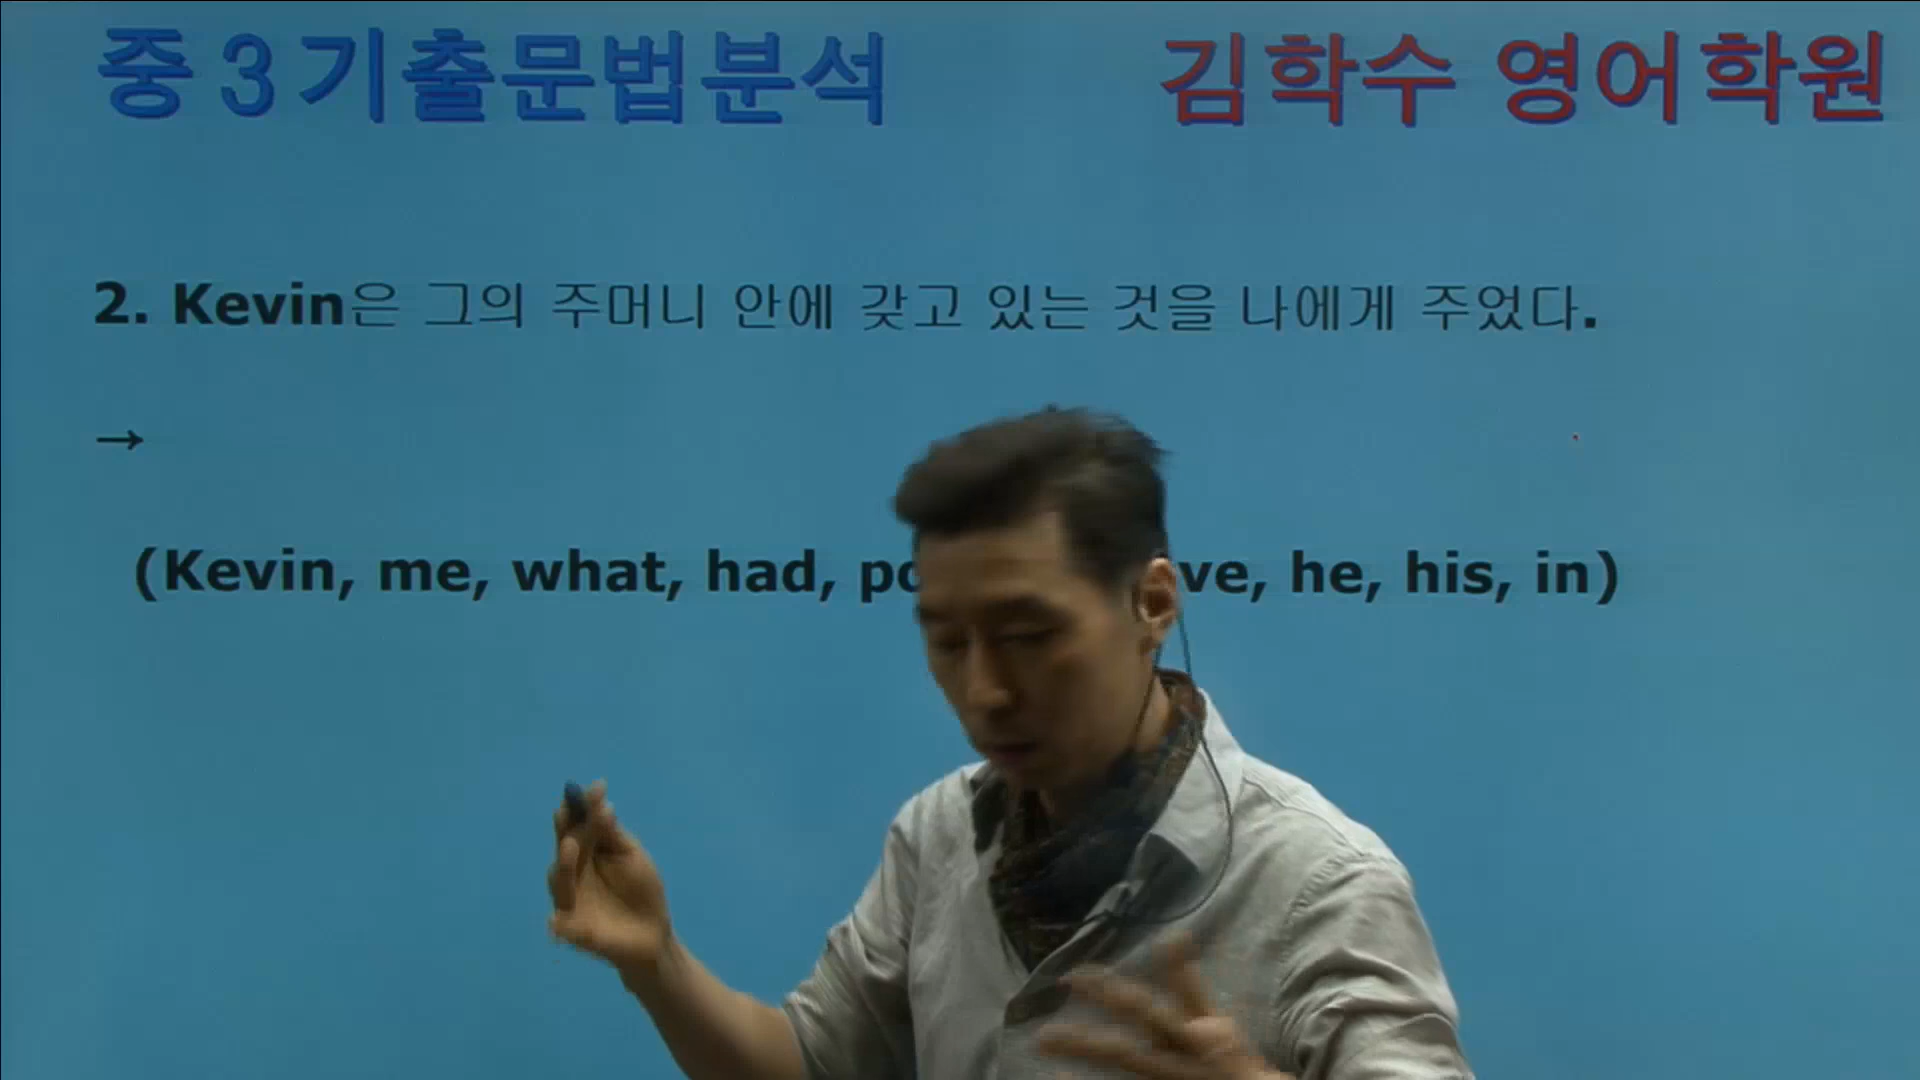 중3기출문법분석 김학수 영어학원
2. Kevin은 그의 주머니 안에 갖고 있는 것을 나에게 주었다.
→
(Kevin, me, what, had, he, his, in)